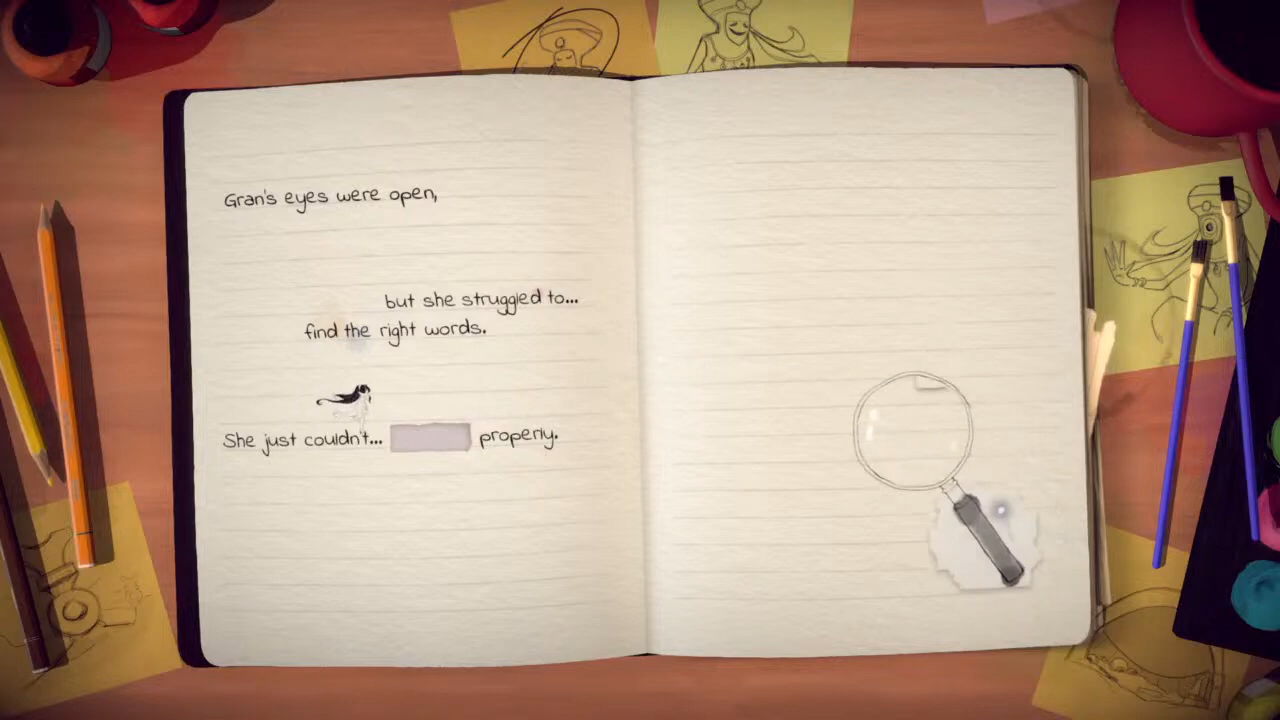 Gran's eyes were open,
but she struggled to...
find the right words.
She just couldn't... properly.